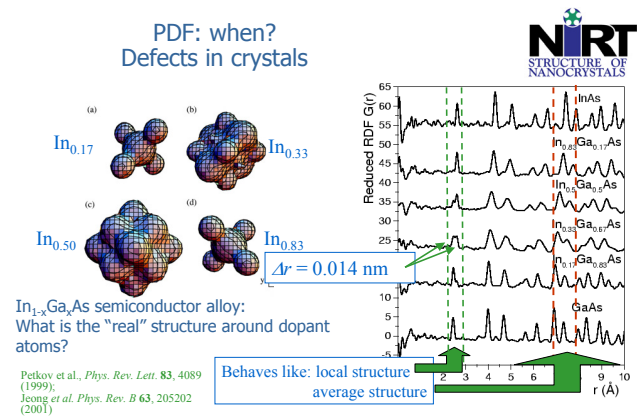 PDF: when?
Defects in crystals
NIRT
STRUCTURE OF
NANOCRYSTALS
(a)
(b)
In0.17
In0.33
(c)
(d)
In0.50
In0.83
In1-xGaxAs semiconductor alloy:
What is the “real” structure around dopant
atoms?
Petkov et al., Phys. Rev. Lett. 83, 4089
(1999);
Jeong et al. Phys. Rev. B 63, 205202
(2001)
Reduced RDF G(r)
65
60
55
50
45
40
35
30
25
20
15
10
5
0
-5
InAs
In0.83Ga0.17As
In0.5Ga0.5As
In0.33Ga0.67As
In0.17Ga0.83As
GaAs
Δr = 0.014 nm
2 3 4 5 6 7 8 9 10
r (Å)
Behaves like: local structure
average structure